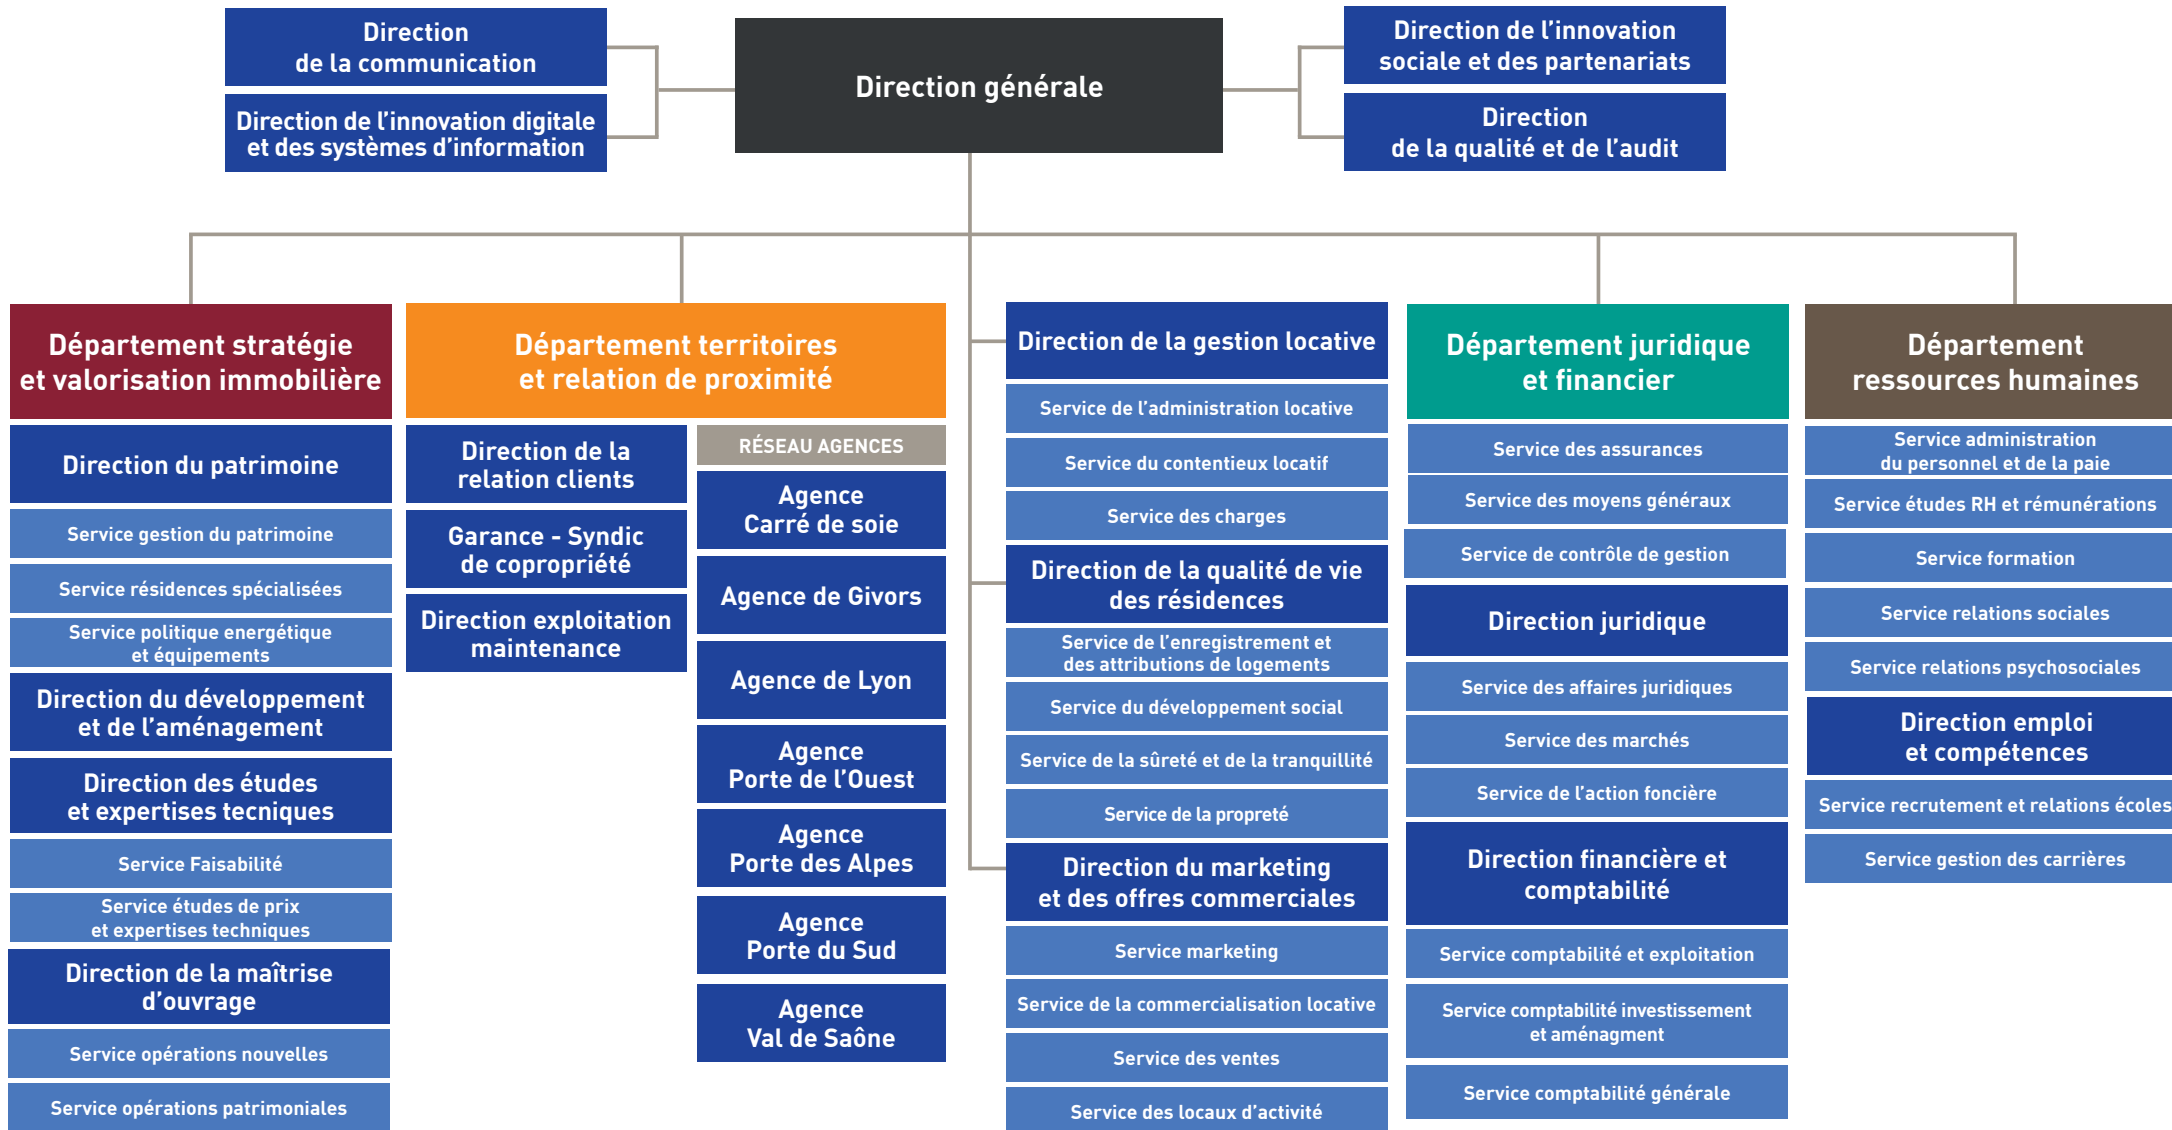 Direction
de la communication
Direction de l’innovation digitale
et des systèmes d’information
Direction générale
Direction de l’innovation
sociale et des partenariats
Direction
de la qualité et de l’audit
Département stratégie
et valorisation immobilière
Direction du patrimoine
Service gestion du patrimoine
Service résidences spécialisées
Service politique energétique
et équipements
Direction du développement
et de l’aménagement
Direction des études
et expertises tecniques
Service Faisabilité
Service études de prix
et expertises techniques
Direction de la maîtrise
d’ouvrage
Service opérations nouvelles
Service opérations patrimoniales
Département territoires
et relation de proximité
Direction de la
relation clients
Garance - Syndic
de copropriété
Direction exploitation
maintenance
RÉSEAU AGENCES
Agence
Carré de soie
Agence de Givors
Agence de Lyon
Agence
Porte de l’Ouest
Agence
Porte des Alpes
Agence
Porte du Sud
Agence
Val de Saône
Direction de la gestion locative
Service de l’administration locative
Service du contentieux locatif
Service des charges
Direction de la qualité de vie
des résidences
Service de l’enregistrement et
des attributions de logements
Service du développement social
Service de la sûreté et de la tranquillité
Service de la propreté
Direction du marketing
et des offres commerciales
Service marketing
Service de la commercialisation locative
Service des ventes
Service des locaux d’activité
Département juridique
et financier
Service des assurances
Service des moyens généraux
Service de contrôle de gestion
Direction juridique
Service des affaires juridiques
Service des marchés
Service de l’action foncière
Direction financière et
comptabilité
Service comptabilité et exploitation
Service comptabilité investissement
et aménagment
Service comptabilité générale
Département
ressources humaines
Service administration
du personnel et de la paie
Service études RH et rémunérations
Service formation
Service relations sociales
Service relations psychosociales
Direction emploi
et compétences
Service recrutement et relations écoles
Service gestion des carrières